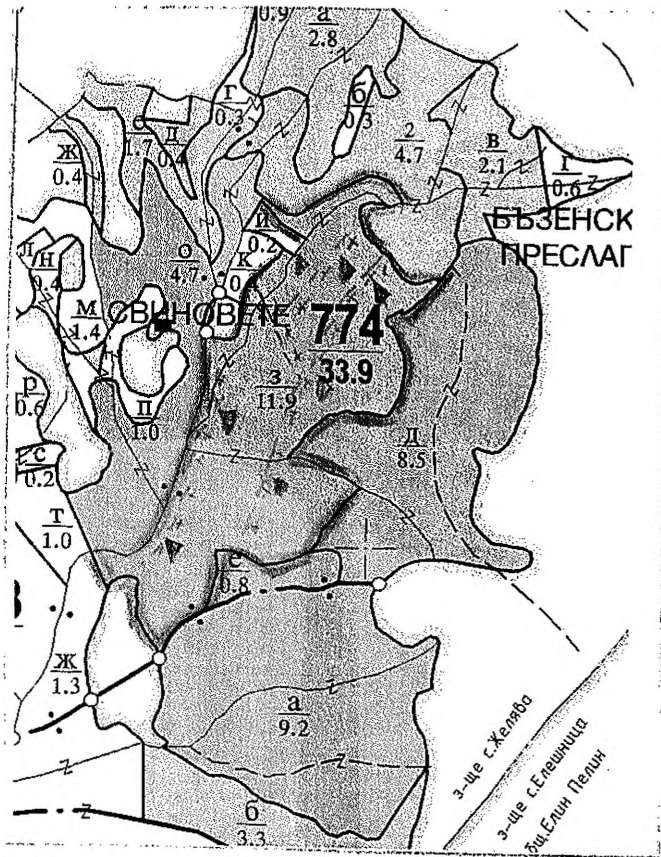 0.9
а
2.8
г
0.3
б
0.3
1.7
д
0.4
ж
0.4
2
4.7
в
2.1
г
0.6
БЪЗЕНСК
ПРЕСЛАГ
и
0.2
о
4.7
к
л
н
0.4
м
1.4
СВИНОВЕТЕ
774
33.9
з
11.9
р
0.6
п
1.0
д
8.5
с
0.2
т
1.0
е
0.8
ж
1.3
а
9.2
б
3.3
з-ще с.Желява
з-ще с.Елешница
бщ.Елин Пелин